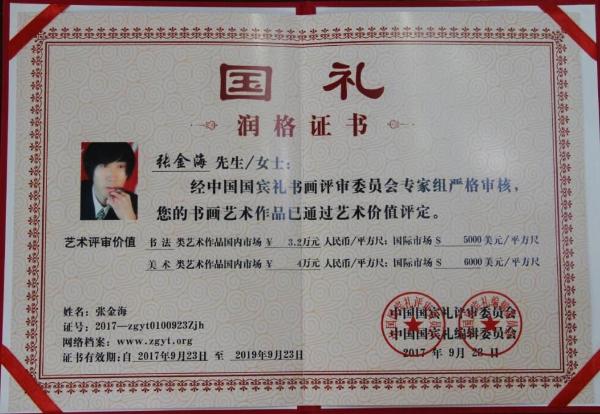 国礼
润格证书
张金海 先生/女士:
经中国国宾礼书画评审委员会专家组严格审核,
您的书画艺术作品已通过艺术价值评定。
艺术评审价值 书 法 类艺术作品国内市场 ¥ 3.2万元 人民币/平方尺: 国际市场 $ 5000 美元/平方尺
美 术 类艺术作品国内市场 ¥ 4万元 人民币/平方尺: 国际市场 $ 6000 美元/平方尺
姓名: 张金海
证号: 2017—zgyt0100923Zjh
网络档案: www.zgyt.org
证书有效期: 自 2017年9月23日 至 2019年9月23日
中国国宾礼评审委员会
中国国宾礼编辑委员会
2017 年 9月 23 日